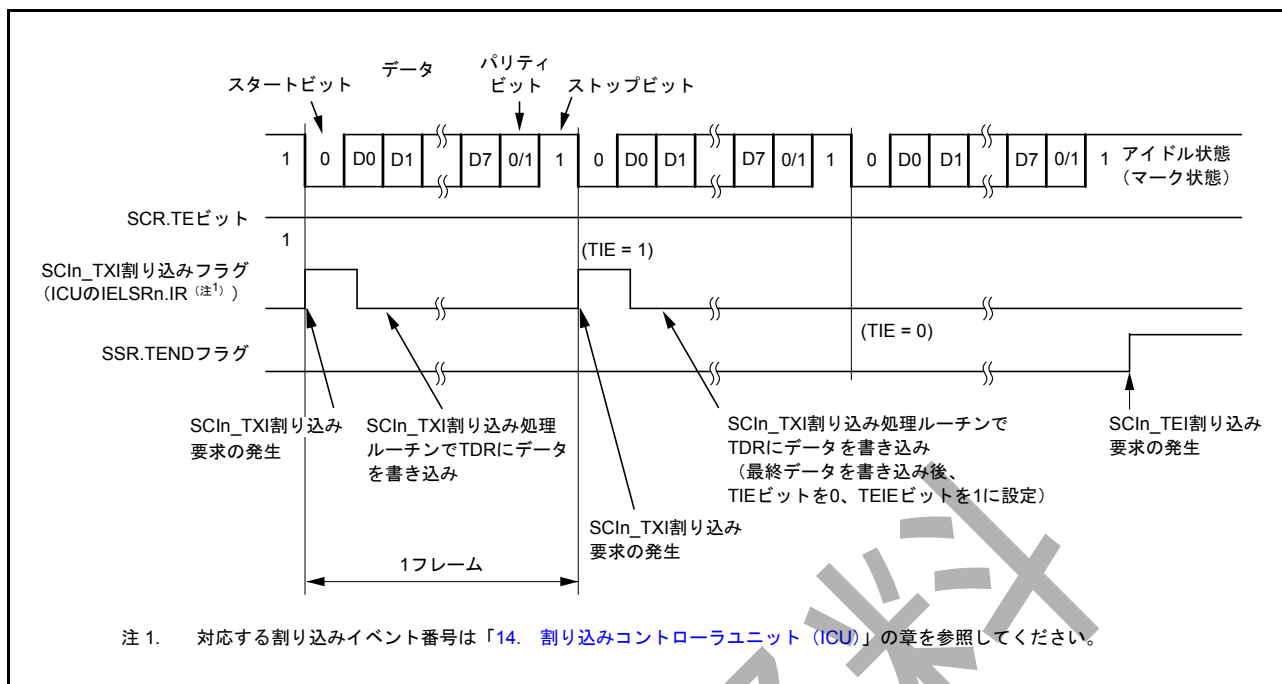 スタートビット
データ
パリティ
ビット
ストップビット
1 0 D0 D1 D7 0/1 1 0 D0 D1 D7 0/1 1 0 D0 D1 D7 0/1 1 アイドル状態
(マーク状態)
SCR.TEビット
1
SCIn_TXI割り込みフラグ
(ICUのIELSRn.IR(注1))
(TIE = 1)
(TIE = 0)
SSR.TENDフラグ
SCIn_TXI割り込み
要求の発生
SCIn_TXI割り込み処理
ルーチンでTDRにデータ
を書き込み
SCIn_TXI割り込み
要求の発生
SCIn_TXI割り込み処理ルーチンで
TDRにデータを書き込み
(最終データを書き込み後、
TIEビットを0、TEIEビットを1に設定)
SCIn_TEI割り込み
要求の発生
1フレーム
注 1. 対応する割り込みイベント番号は「14. 割り込みコントローラユニット(ICU)」の章を参照してください。